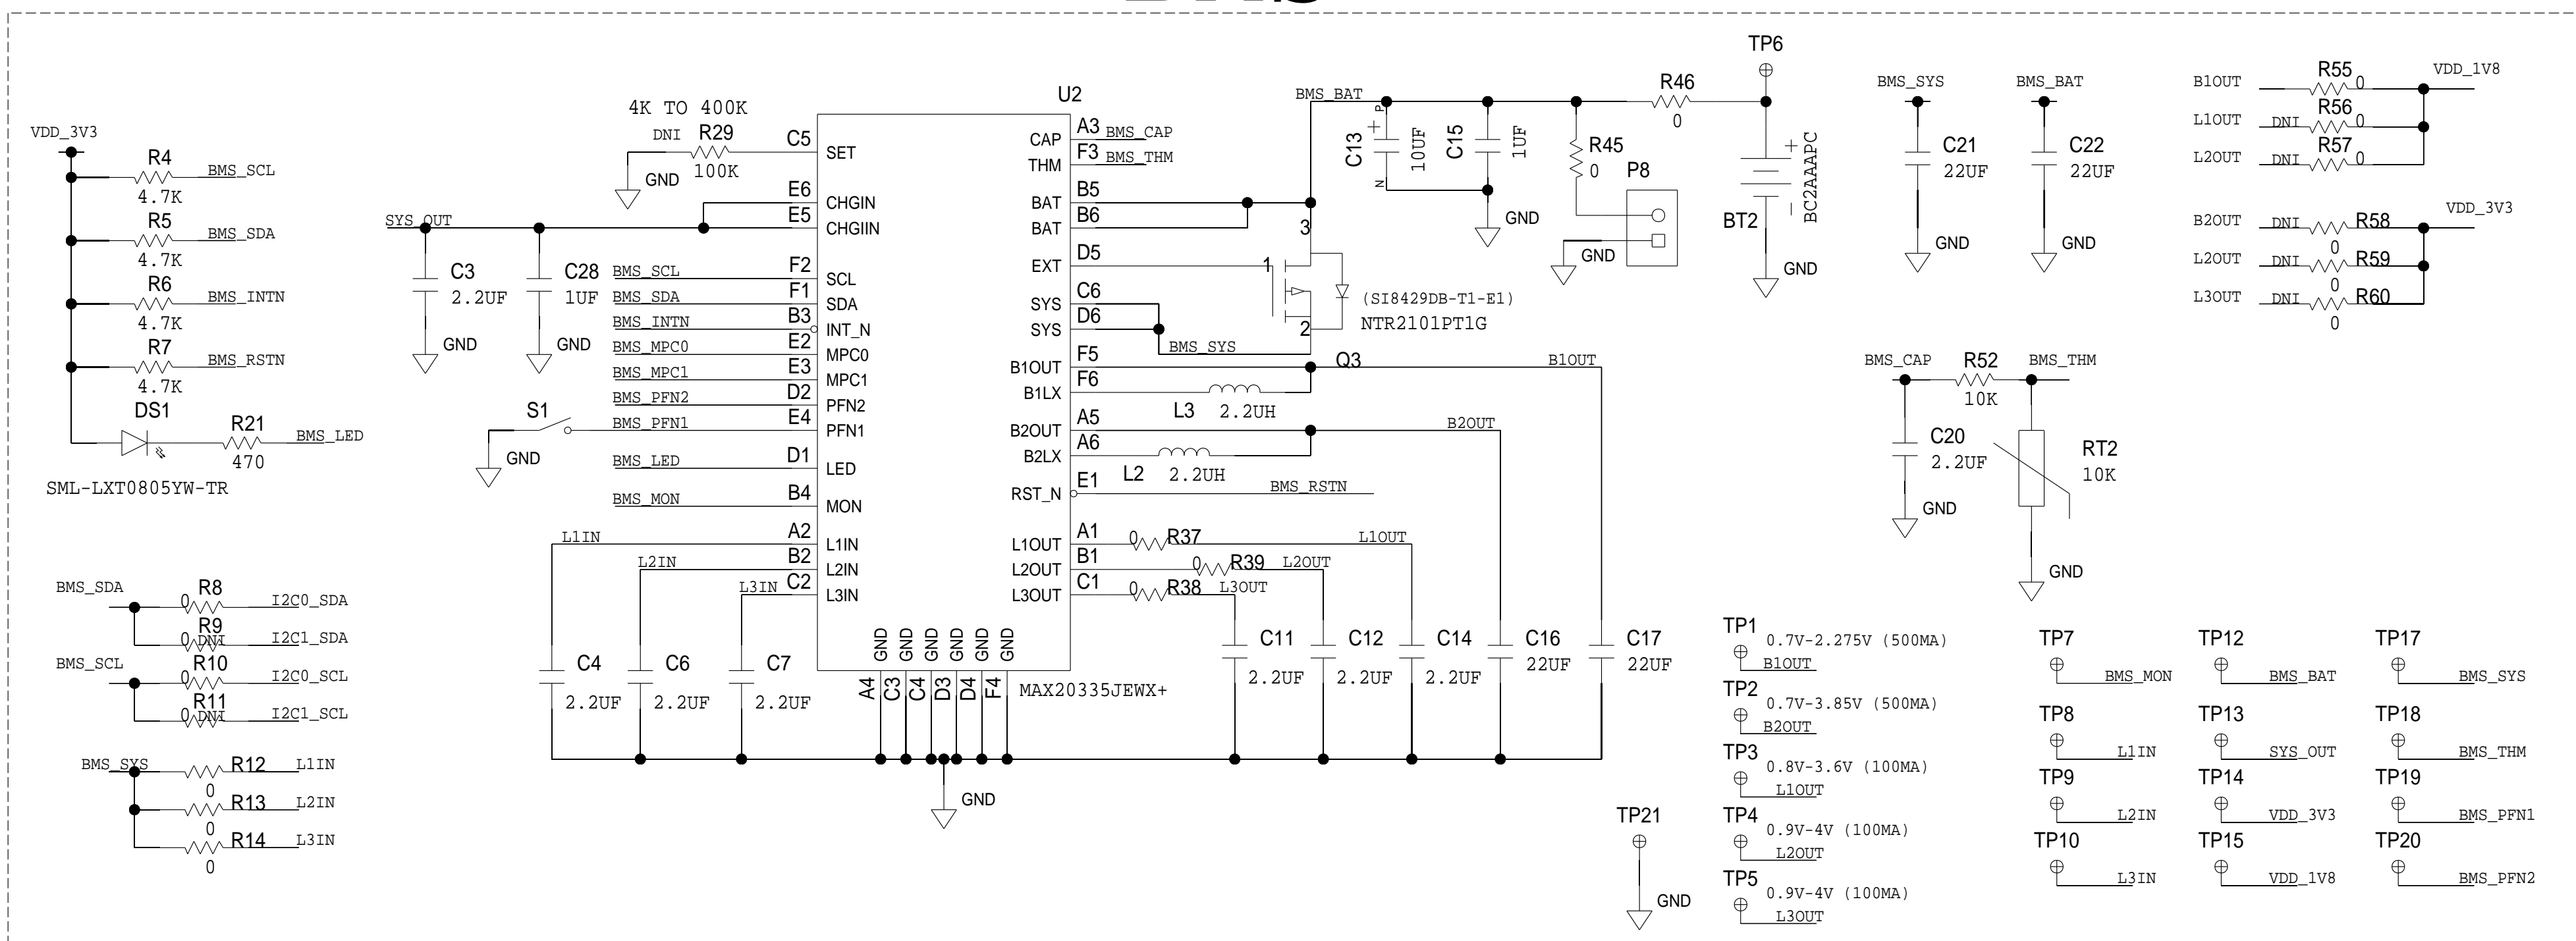 VDD_3V3
R4
BMS_SCL
4.7K
R5
BMS_SDA
4.7K
R6
BMS_INTN
4.7K
R7
BMS_RSTN
4.7K
DS1
R21
BMS_LED
470
SML-LXT0805YW-TR
BMS_SDA
R8
0
I2C0_SDA
R9
0
DNI
I2C1_SDA
BMS_SCL
R10
0
I2C0_SCL
R11
0
DNI
I2C1_SCL
BMS_SYS
R12
L1IN
0
R13
L2IN
0
R14
L3IN
0
4K TO 400K
DNI
R29
100K
GND
SYS_OUT
C3
2.2UF
GND
C28
1UF
GND
BMS_SCL
BMS_SDA
BMS_INTN
BMS_MPC0
BMS_MPC1
BMS_PFN2
S1
BMS_PFN1
GND
BMS_LED
BMS_MON
L1IN
L2IN
L3IN
C4
2.2UF
C6
2.2UF
C7
2.2UF
U2
C5 SET
E6 CHGIN
E5 CHGIIN
F2 SCL
F1 SDA
B3 INT_N
E2 MPC0
E3 MPC1
D2 PFN2
E4 PFN1
D1 LED
B4 MON
A2 L1IN
B2 L2IN
C2 L3IN
CAP A3 BMS_CAP
THM F3 BMS_THM
BAT B5
BAT B6
EXT D5
SYS C6
SYS D6
B1OUT F5
B1LX F6
B2OUT A5
B2LX A6
RST_N E1
L1OUT A1
L2OUT B1
L3OUT C1
GND GND GND GND GND GND
A4 C3 C4 D3 D4 F4
MAX20335JEWX+
GND
BMS_BAT
P
C13
+
10UF
N
C15
1UF
GND
R45
0
R46
0
P8
GND
TP6
+
BT2
BC2AAAPC
GND
3
1
2
(SI8429DB-T1-E1)
NTR2101PT1G
BMS_SYS
Q3
B1OUT
L3
2.2UH
B2OUT
L2
2.2UH
BMS_RSTN
0
R37
L1OUT
0
R39
L2OUT
0
R38
L3OUT
C11
2.2UF
C12
2.2UF
C14
2.2UF
C16
22UF
C17
22UF
BMS_SYS
C21
22UF
GND
BMS_BAT
C22
22UF
GND
B1OUT
R55
0
VDD_1V8
L1OUT
DNI
R56
0
L2OUT
DNI
R57
0
B2OUT
DNI
R58
0
VDD_3V3
L2OUT
DNI
R59
0
L3OUT
DNI
R60
0
BMS_CAP
R52
10K
BMS_THM
C20
2.2UF
GND
RT2
10K
GND
TP21
GND
TP1
0.7V-2.275V (500MA)
B1OUT
TP2
0.7V-3.85V (500MA)
B2OUT
TP3
0.8V-3.6V (100MA)
L1OUT
TP4
0.9V-4V (100MA)
L2OUT
TP5
0.9V-4V (100MA)
L3OUT
TP7
BMS_MON
TP8
L1IN
TP9
L2IN
TP10
L3IN
TP12
BMS_BAT
TP13
SYS_OUT
TP14
VDD_3V3
TP15
VDD_1V8
TP17
BMS_SYS
TP18
BMS_THM
TP19
BMS_PFN1
TP20
BMS_PFN2